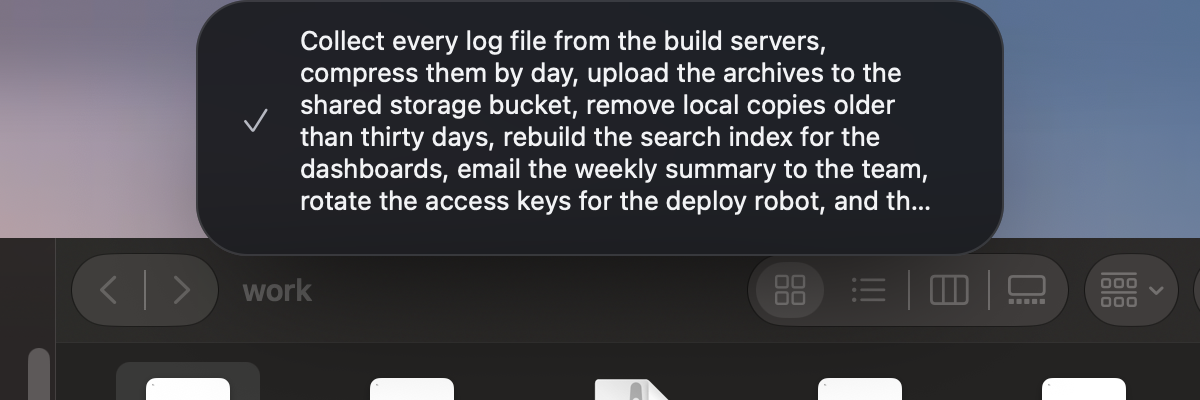 Collect every log file from the build servers,
compress them by day, upload the archives to the
shared storage bucket, remove local copies older
than thirty days, rebuild the search index for the
dashboards, email the weekly summary to the team,
rotate the access keys for the deploy robot, and th...
work